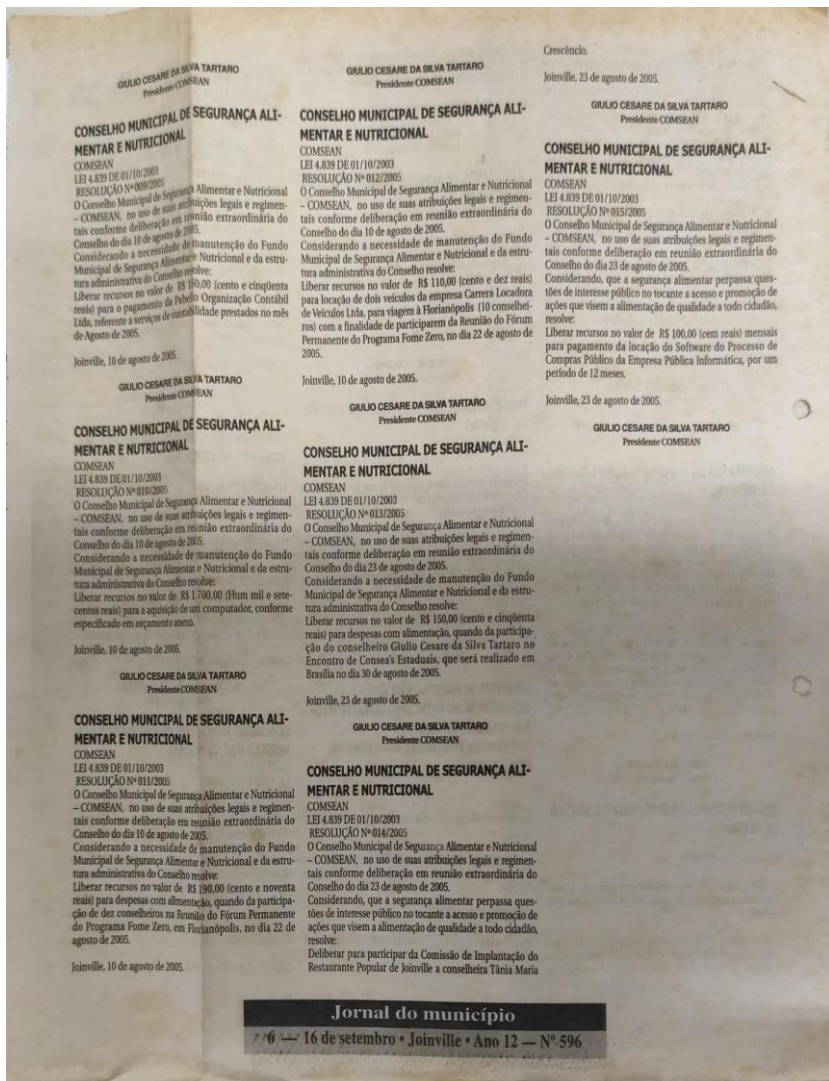 GIULIO CESARE DA SILVA TARTARO
Presidente COMSEAN
CONSELHO MUNICIPAL DE SEGURANÇA ALI-
MENTAR E NUTRICIONAL
COMSEAN
LEI 4.839 DE 01/10/2003
RESOLUÇÃO Nº 009/2005
O Conselho Municipal de Segurança Alimentar e Nutricional
– COMSEAN, no uso de suas atribuições legais e regimen-
tais conforme deliberação em reunião extraordinária do
Conselho do dia 10 de agosto de 2005.
Considerando a necessidade de manutenção do Fundo
Municipal de Segurança Alimentar e Nutricional e da estru-
tura administrativa do Conselho resolve:
Liberar recursos no valor de R$ 150,00 (cento e cinqüenta
reais) para o pagamento da Pabello Organização Contábil
Ltda, referente a serviços de contabilidade prestados no mês
de Agosto de 2005.
Joinville, 10 de agosto de 2005.
GIULIO CESARE DA SILVA TARTARO
Presidente COMSEAN
CONSELHO MUNICIPAL DE SEGURANÇA ALI-
MENTAR E NUTRICIONAL
COMSEAN
LEI 4.839 DE 01/10/2003
RESOLUÇÃO Nº 010/2005
O Conselho Municipal de Segurança Alimentar e Nutricional
– COMSEAN, no uso de suas atribuições legais e regimen-
tais conforme deliberação em reunião extraordinária do
Conselho do dia 10 de agosto de 2005.
Considerando a necessidade de manutenção do Fundo
Municipal de Segurança Alimentar e Nutricional e da estru-
tura administrativa do Conselho resolve:
Liberar recursos no valor de R$ 1.700,00 (Hum mil e sete-
centos reais) para a aquisição de um computador, conforme
especificado em orçamento anexo.
Joinville, 10 de agosto de 2005.
GIULIO CESARE DA SILVA TARTARO
Presidente COMSEAN
CONSELHO MUNICIPAL DE SEGURANÇA ALI-
MENTAR E NUTRICIONAL
COMSEAN
LEI 4.839 DE 01/10/2003
RESOLUÇÃO Nº 011/2005
O Conselho Municipal de Segurança Alimentar e Nutricional
– COMSEAN, no uso de suas atribuições legais e regimen-
tais conforme deliberação em reunião extraordinária do
Conselho do dia 10 de agosto de 2005.
Considerando a necessidade de manutenção do Fundo
Municipal de Segurança Alimentar e Nutricional e da estru-
tura administrativa do Conselho resolve:
Liberar recursos no valor de R$ 190,00 (cento e noventa
reais) para despesas com alimentação, quando da participa-
ção de dez conselheiros na Reunião do Fórum Permanente
do Programa Fome Zero, em Florianópolis, no dia 22 de
agosto de 2005.
Joinville, 10 de agosto de 2005.
GIULIO CESARE DA SILVA TARTARO
Presidente COMSEAN
CONSELHO MUNICIPAL DE SEGURANÇA ALI-
MENTAR E NUTRICIONAL
COMSEAN
LEI 4.839 DE 01/10/2003
RESOLUÇÃO Nº 012/2005
O Conselho Municipal de Segurança Alimentar e Nutricional
– COMSEAN, no uso de suas atribuições legais e regimen-
tais conforme deliberação em reunião extraordinária do
Conselho do dia 10 de agosto de 2005.
Considerando a necessidade de manutenção do Fundo
Municipal de Segurança Alimentar e Nutricional e da estru-
tura administrativa do Conselho resolve:
Liberar recursos no valor de R$ 110,00 (cento e dez reais)
para locação de dois veículos da empresa Carrera Locadora
de Veículos Ltda, para viagem à Florianópolis (10 conselhei-
ros) com a finalidade de participarem da Reunião do Fórum
Permanente do Programa Fome Zero, no dia 22 de agosto de
2005.
Joinville, 10 de agosto de 2005.
GIULIO CESARE DA SILVA TARTARO
Presidente COMSEAN
CONSELHO MUNICIPAL DE SEGURANÇA ALI-
MENTAR E NUTRICIONAL
COMSEAN
LEI 4.839 DE 01/10/2003
RESOLUÇÃO Nº 013/2005
O Conselho Municipal de Segurança Alimentar e Nutricional
– COMSEAN, no uso de suas atribuições legais e regimen-
tais conforme deliberação em reunião extraordinária do
Conselho do dia 23 de agosto de 2005.
Considerando a necessidade de manutenção do Fundo
Municipal de Segurança Alimentar e Nutricional e da estru-
tura administrativa do Conselho resolve:
Liberar recursos no valor de R$ 150,00 (cento e cinqüenta
reais) para despesas com alimentação, quando da participa-
ção do conselheiro Giulio Cesare da Silva Tartaro no
Encontro de Consea's Estaduais, que será realizado em
Brasília no dia 30 de agosto de 2005.
Joinville, 23 de agosto de 2005.
GIULIO CESARE DA SILVA TARTARO
Presidente COMSEAN
CONSELHO MUNICIPAL DE SEGURANÇA ALI-
MENTAR E NUTRICIONAL
COMSEAN
LEI 4.839 DE 01/10/2003
RESOLUÇÃO Nº 014/2005
O Conselho Municipal de Segurança Alimentar e Nutricional
– COMSEAN, no uso de suas atribuições legais e regimen-
tais conforme deliberação em reunião extraordinária do
Conselho do dia 23 de agosto de 2005.
Considerando, que a segurança alimentar perpassa ques-
tões de interesse público no tocante a acesso e promoção de
ações que visem a alimentação de qualidade a todo cidadão,
resolve:
Deliberar para participar da Comissão de Implantação do
Restaurante Popular de Joinville a conselheira Tânia Maria
Crescêncio.
Joinville, 23 de agosto de 2005.
GIULIO CESARE DA SILVA TARTARO
Presidente COMSEAN
CONSELHO MUNICIPAL DE SEGURANÇA ALI-
MENTAR E NUTRICIONAL
COMSEAN
LEI 4.839 DE 01/10/2003
RESOLUÇÃO Nº 015/2005
O Conselho Municipal de Segurança Alimentar e Nutricional
– COMSEAN, no uso de suas atribuições legais e regimen-
tais conforme deliberação em reunião extraordinária do
Conselho do dia 23 de agosto de 2005.
Considerando, que a segurança alimentar perpassa ques-
tões de interesse público no tocante a acesso e promoção de
ações que visem a alimentação de qualidade a todo cidadão,
resolve:
Liberar recursos no valor de R$ 100,00 (cem reais) mensais
para pagamento da locação do Software do Processo de
Compras Público da Empresa Pública Informática, por um
período de 12 meses.
Joinville, 23 de agosto de 2005.
GIULIO CESARE DA SILVA TARTARO
Presidente COMSEAN
Jornal do município
6 — 16 de setembro • Joinville • Ano 12 — Nº 596